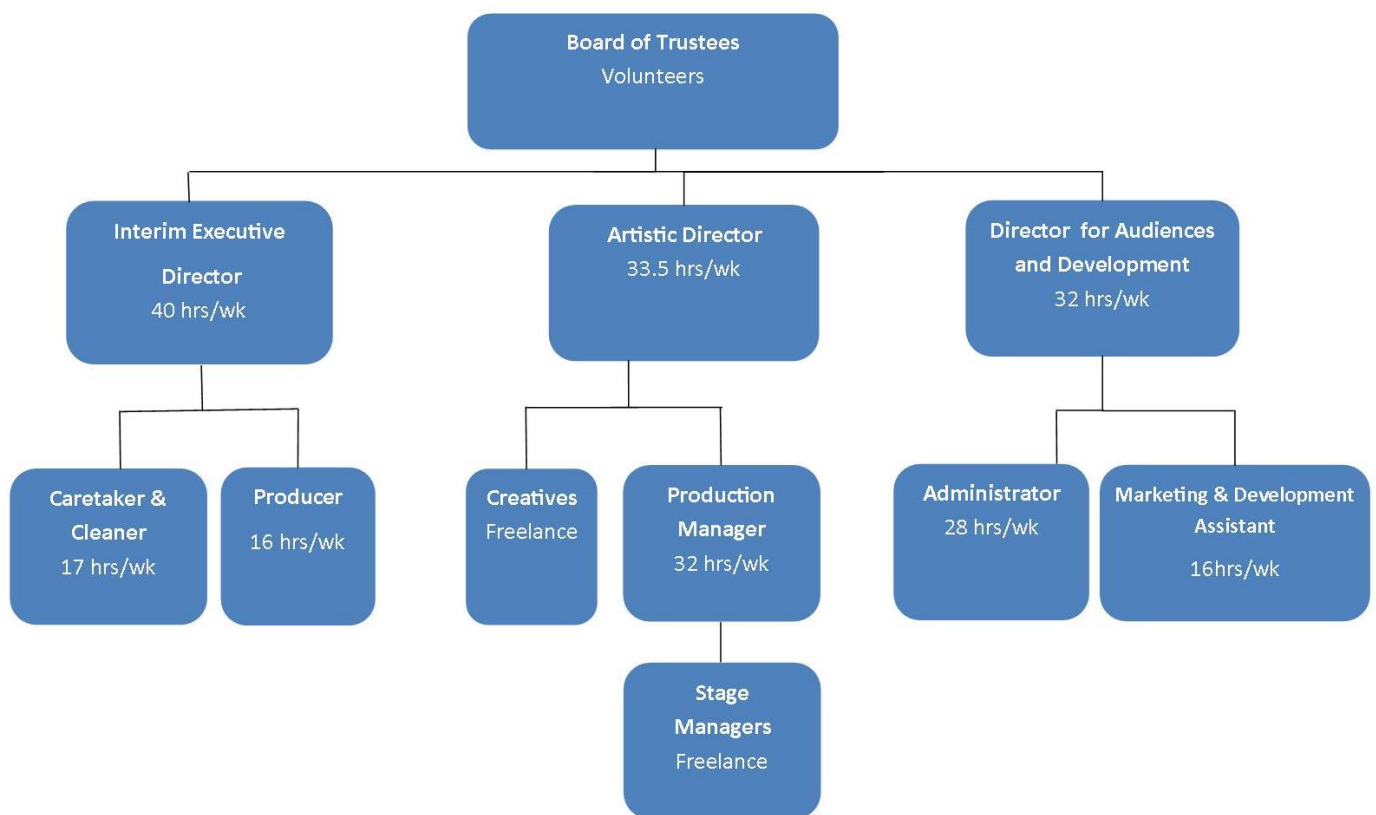 Board of Trustees
Volunteers
Interim Executive
Director
40 hrs/wk
Artistic Director
33.5 hrs/wk
Director for Audiences
and Development
32 hrs/wk
Caretaker &
Cleaner
17 hrs/wk
Producer
16 hrs/wk
Creatives
Freelance
Production
Manager
32 hrs/wk
Administrator
28 hrs/wk
Marketing & Development
Assistant
16hrs/wk
Stage
Managers
Freelance